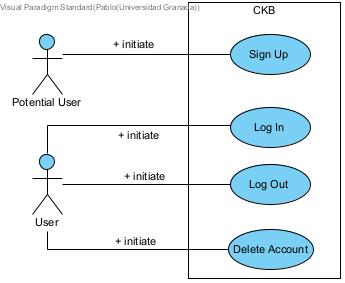 Visual Paradigm Standard(Pablo(Universidad Granada))
CKB
+ initiate
Sign Up
Potential User
+ initiate
Log In
+ initiate
Log Out
User
+ initiate
Delete Account